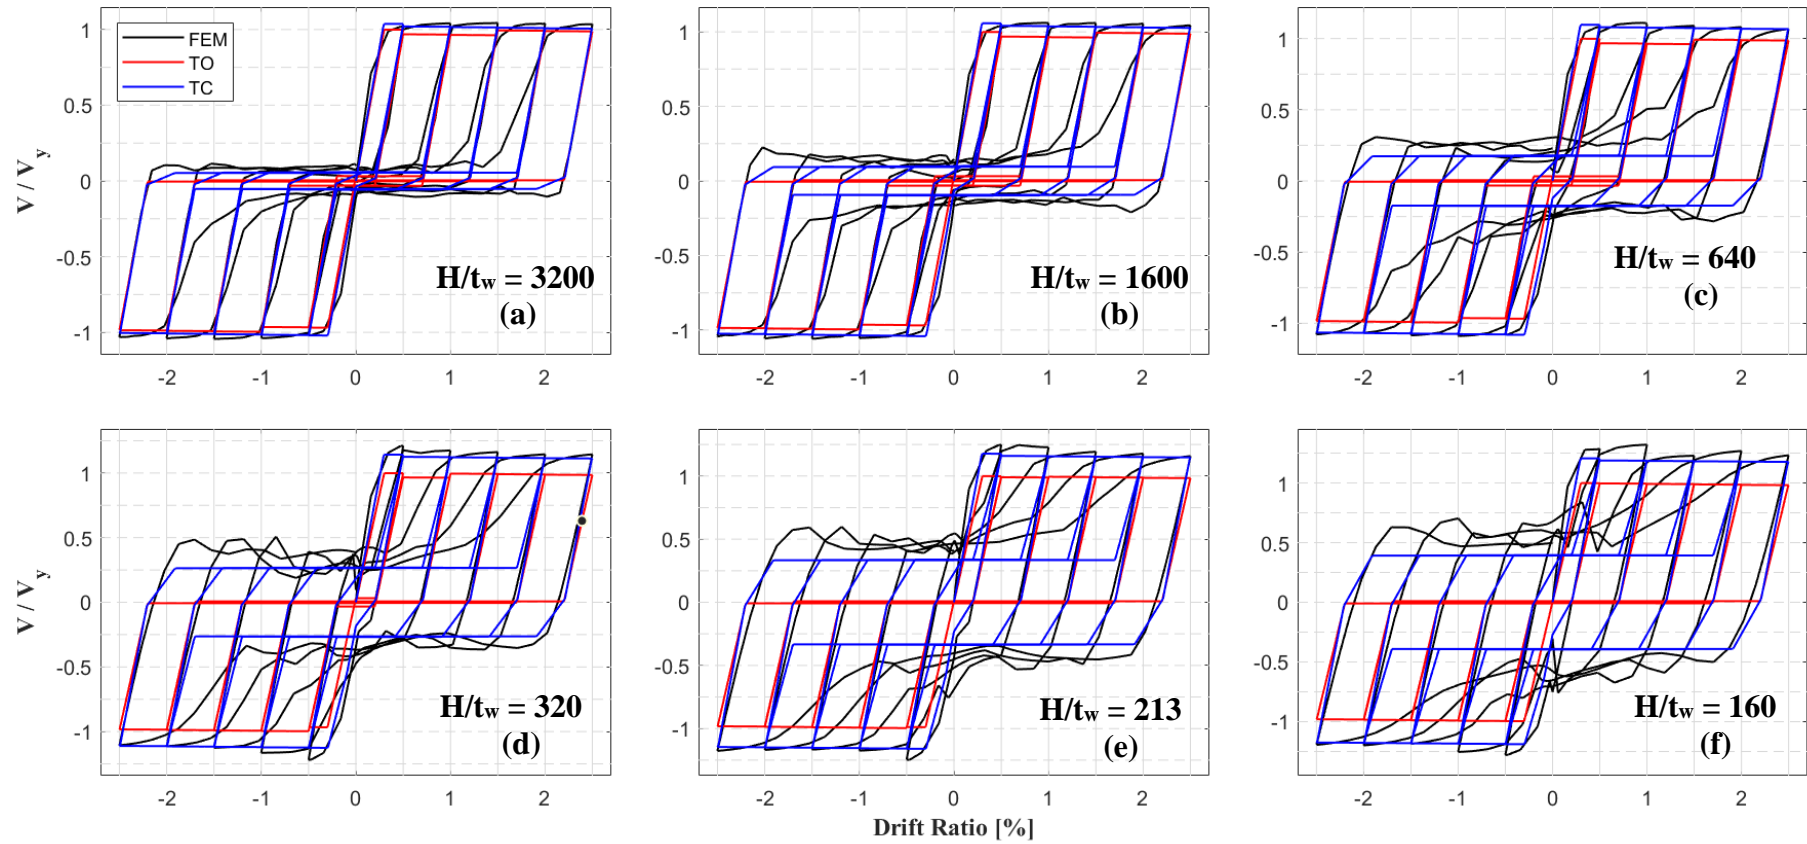 FEM
TO
TC
1
0.5
0
-0.5
-1
V / Vy
-2 -1 0 1 2
H/tw = 3200
(a)
1
0.5
0
-0.5
-1
-2 -1 0 1 2
H/tw = 1600
(b)
1
0.5
0
-0.5
-1
-2 -1 0 1 2
H/tw = 640
(c)
1
0.5
0
-0.5
-1
V / Vy
-2 -1 0 1 2
H/tw = 320
(d)
1
0.5
0
-0.5
-1
-2 -1 0 1 2
H/tw = 213
(e)
Drift Ratio [%]
1
0.5
0
-0.5
-1
-2 -1 0 1 2
H/tw = 160
(f)